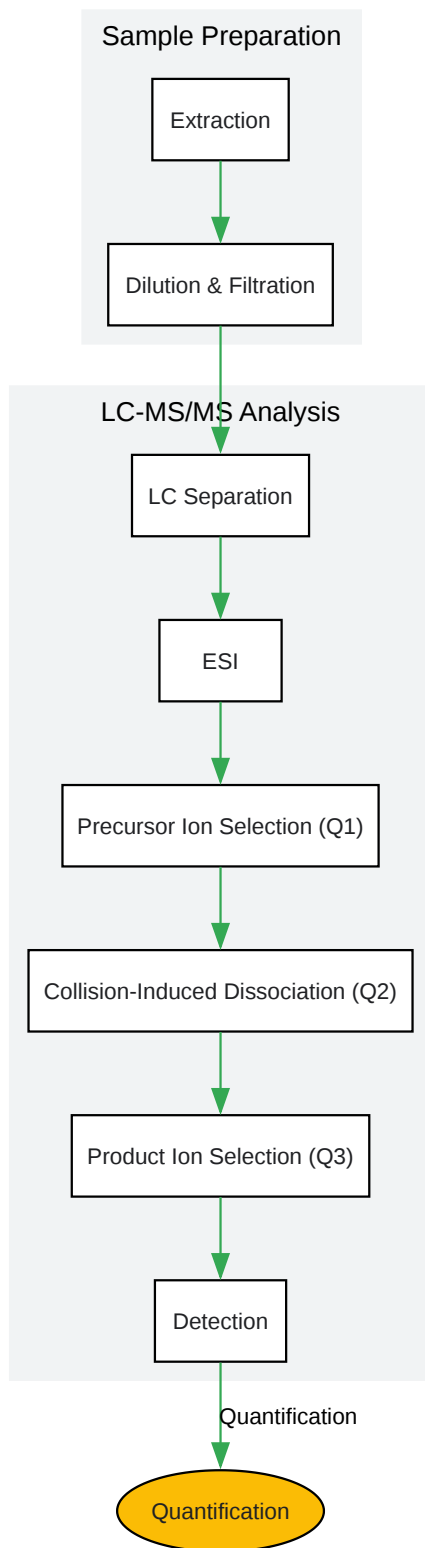 Sample Preparation
Extraction
Dilution & Filtration
LC-MS/MS Analysis
LC Separation
ESI
Precursor Ion Selection (Q1)
Collision-Induced Dissociation (Q2)
Product Ion Selection (Q3)
Detection
Quantification
Quantification